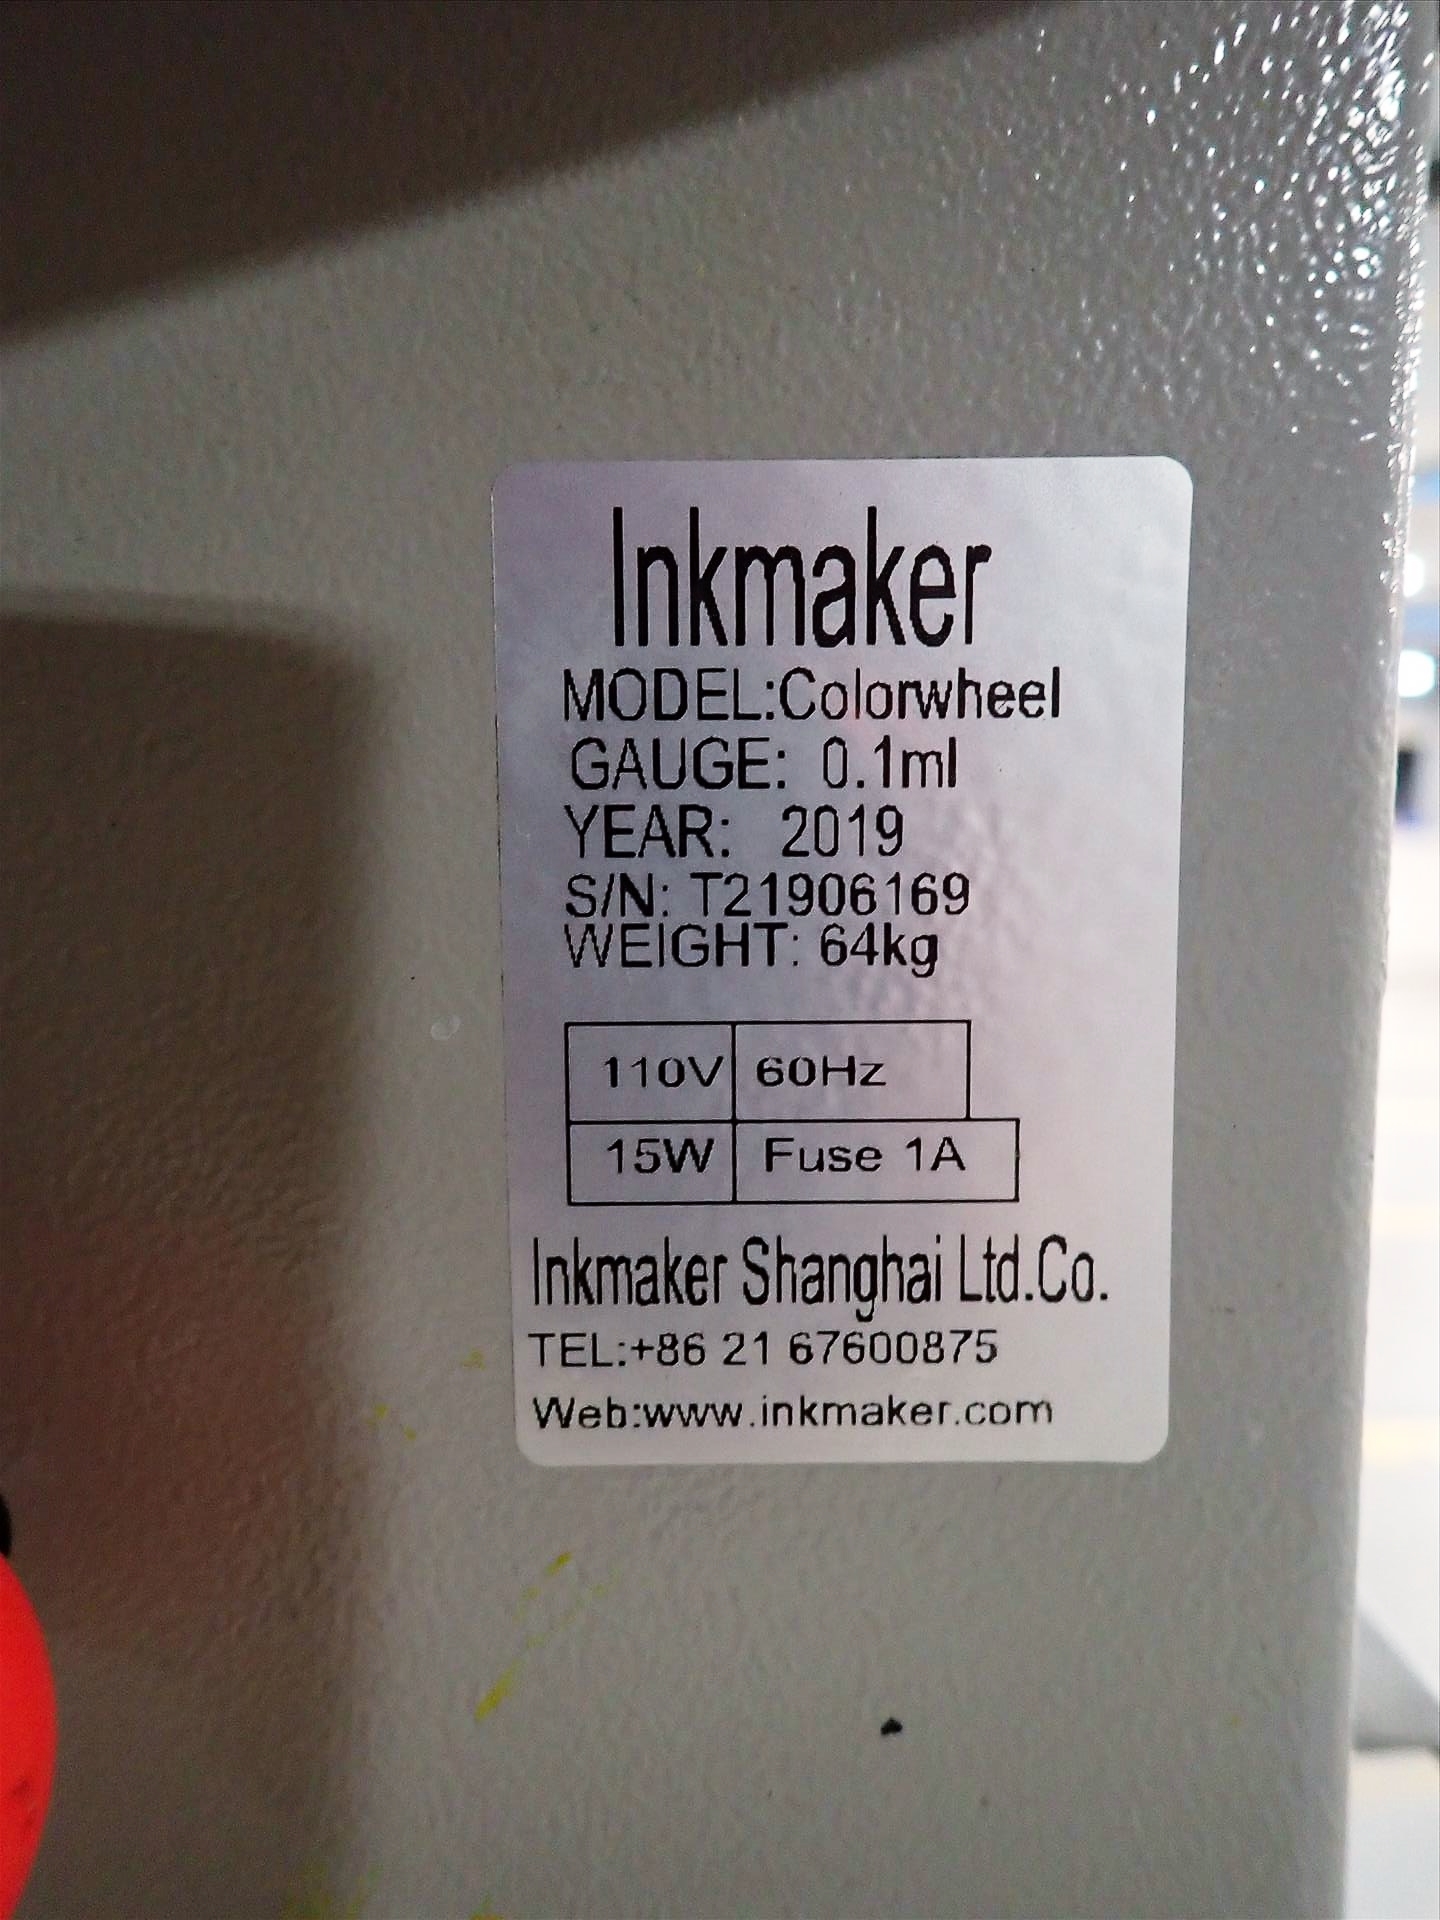 Inkmaker
MODEL:Colorwheel
GAUGE: 0.1ml
YEAR: 2019
S/N: T21906169
WEIGHT: 64kg
110V 60Hz
15W Fuse 1A
Inkmaker Shanghai Ltd.Co.
TEL:+86 21 67600875
Web:www.inkmaker.com